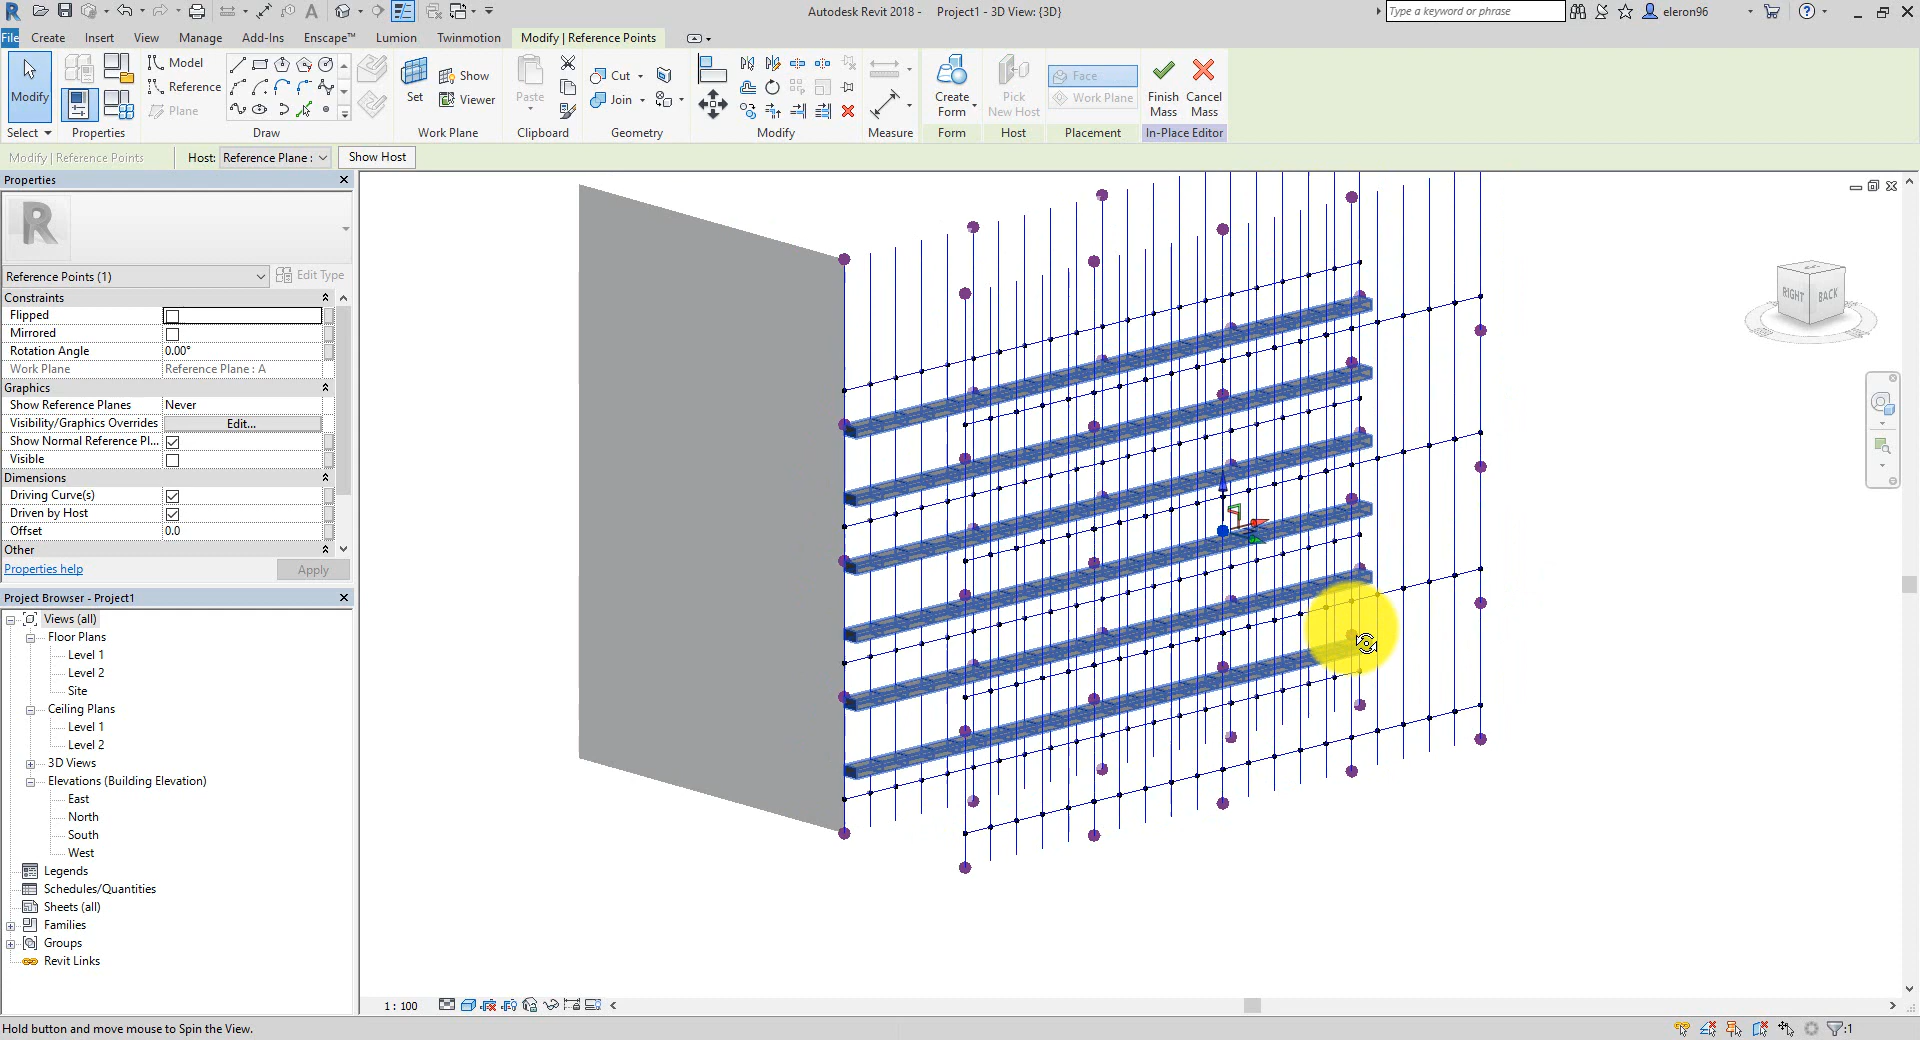 Autodesk Revit 2018 - Project1 - 3D View: {3D}
Type a keyword or phrase
eleron96
File Create Insert View Manage Add-Ins Enscape™ Lumion Twinmotion Modify | Reference Points
Modify
Select
Properties
Model
Reference
Plane
Draw
Set
Show
Viewer
Work Plane
Paste
Clipboard
Cut
Join
Geometry
Modify
Measure
Create
Form
Form
Pick
New Host
Host
Face
Work Plane
Placement
Finish
Mass
Cancel
Mass
In-Place Editor
Modify | Reference Points
Host: Reference Plane :
Show Host
Properties
Reference Points (1)
Edit Type
Constraints
Flipped
Mirrored
Rotation Angle 0.00°
Work Plane Reference Plane : A
Graphics
Show Reference Planes Never
Visibility/Graphics Overrides Edit...
Show Normal Reference Pl...
Visible
Dimensions
Driving Curve(s)
Driven by Host
Offset 0.0
Other
Properties help
Apply
Project Browser - Project1
Views (all)
Floor Plans
Level 1
Level 2
Site
Ceiling Plans
Level 1
Level 2
3D Views
Elevations (Building Elevation)
East
North
South
West
Legends
Schedules/Quantities
Sheets (all)
Families
Groups
Revit Links
RIGHT
BACK
1 : 100
Hold button and move mouse to Spin the View.
:1